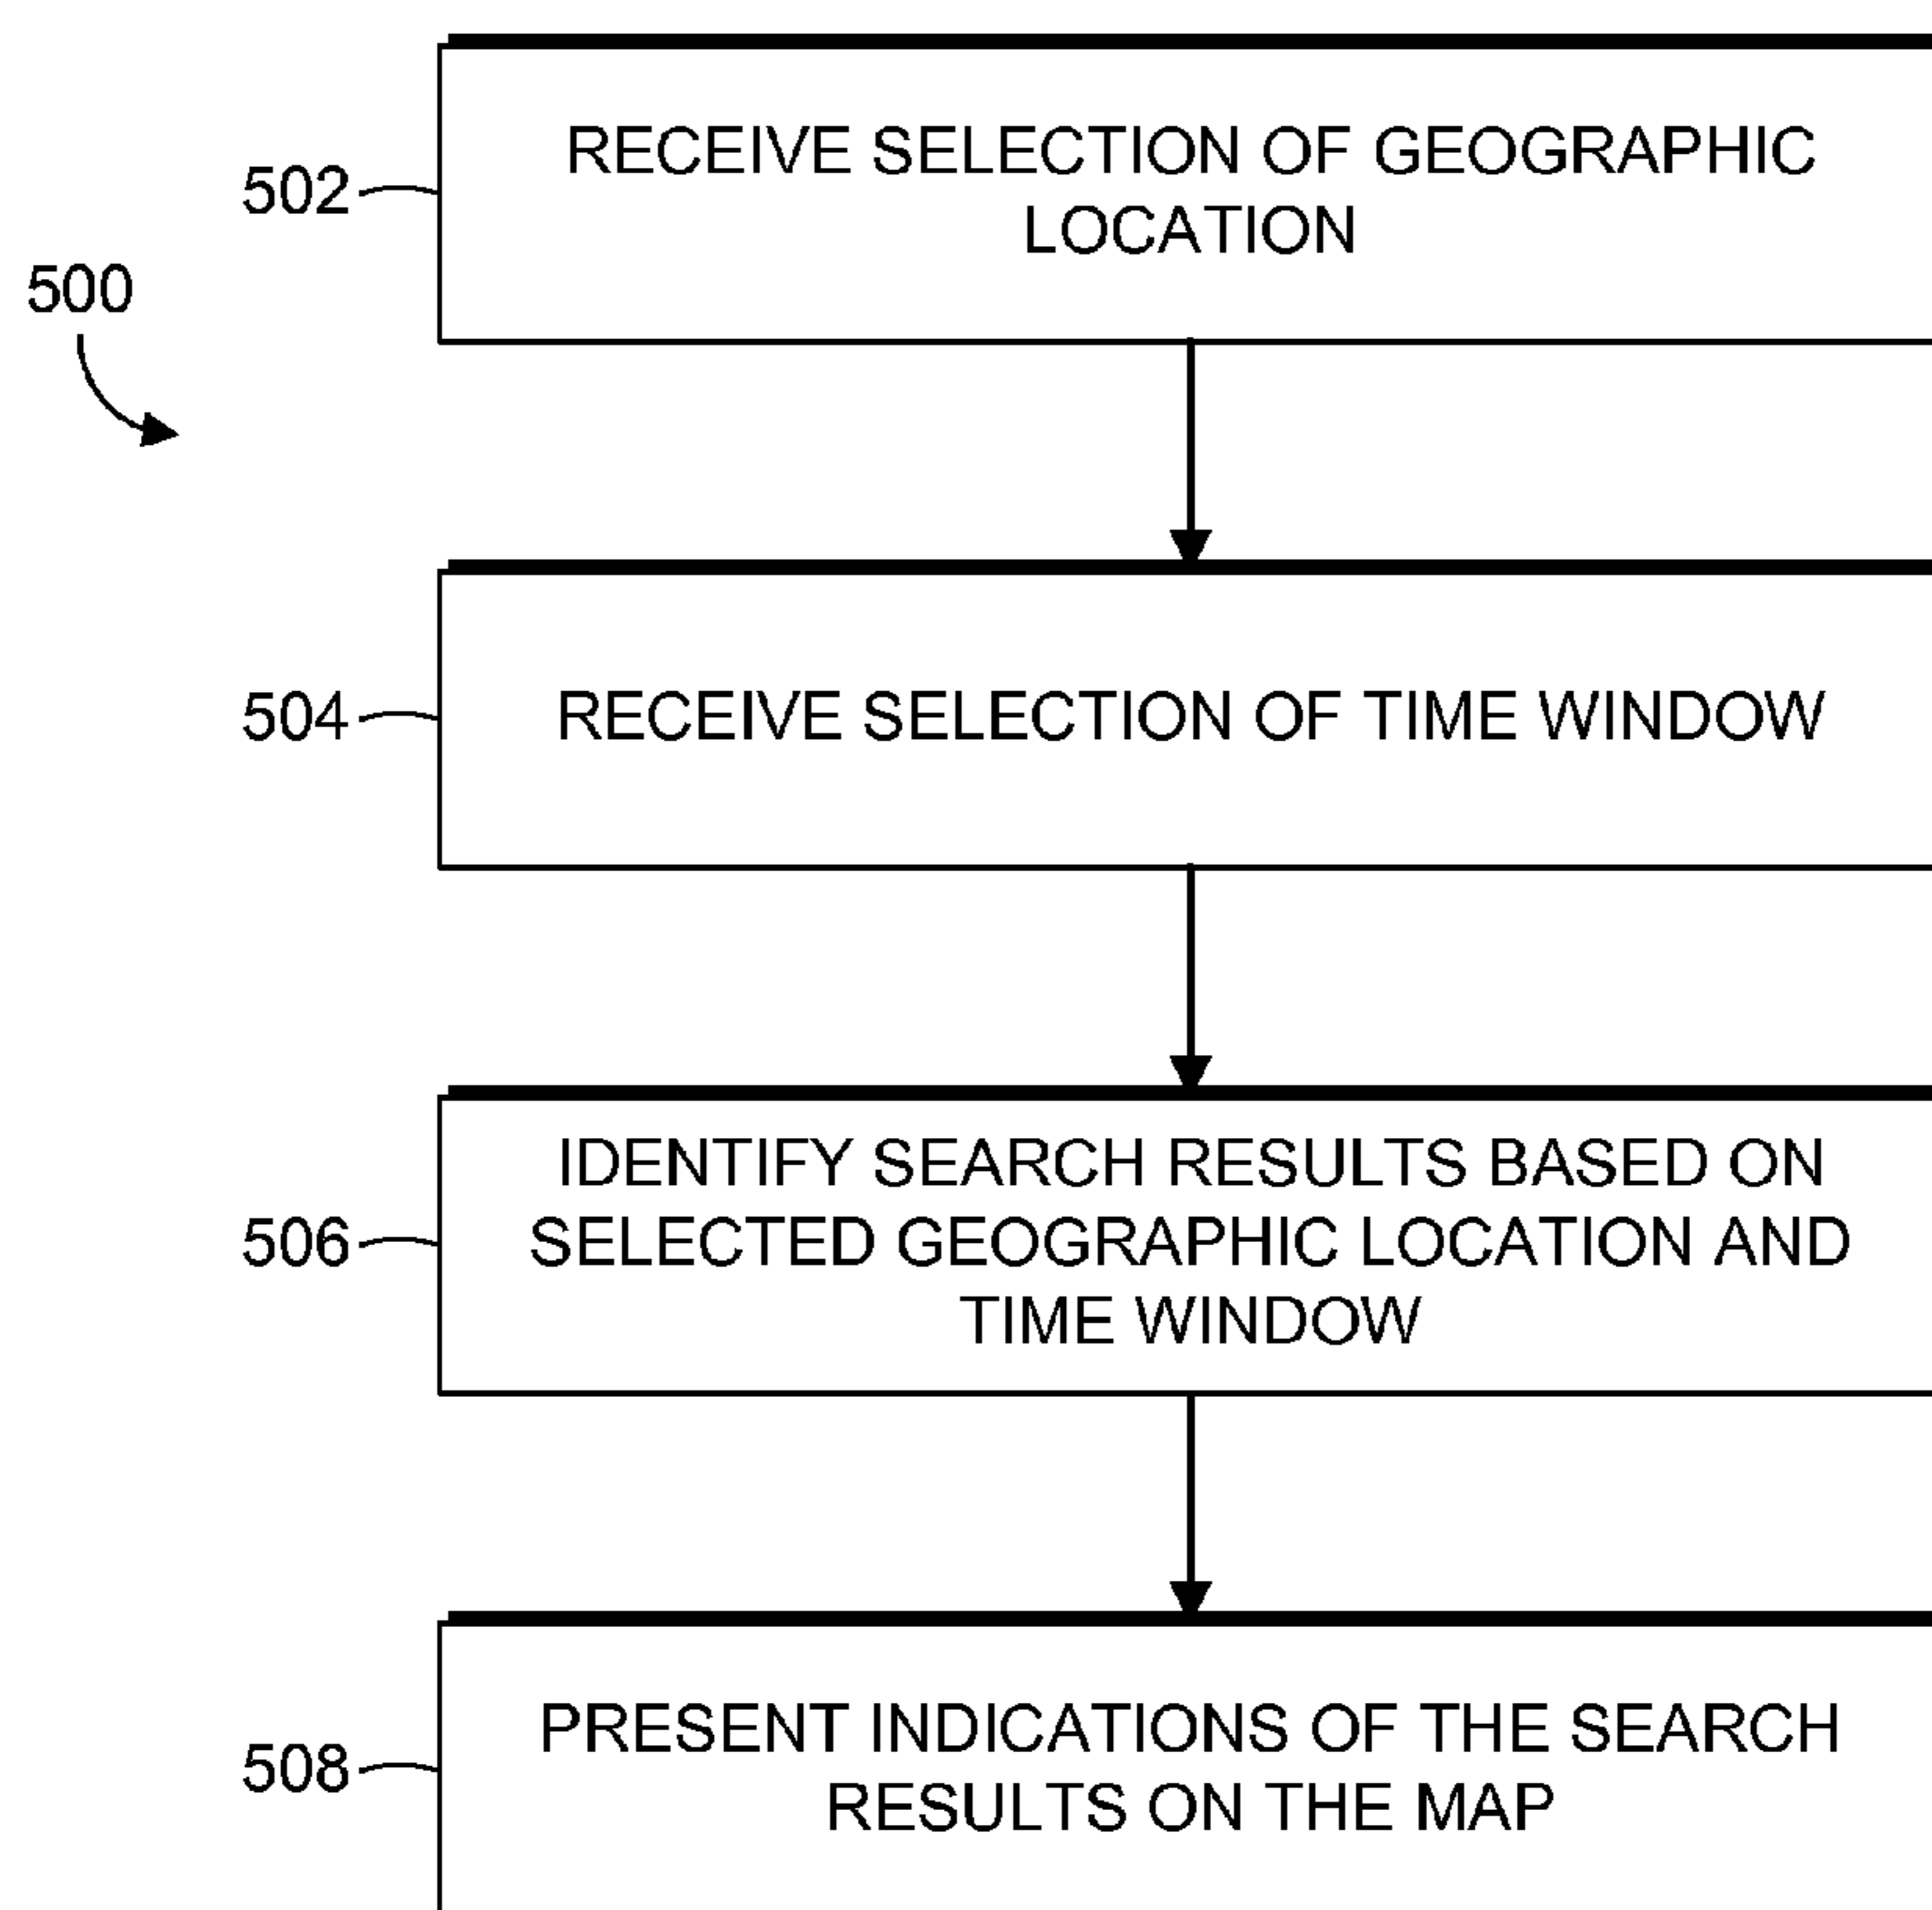 502
RECEIVE SELECTION OF GEOGRAPHIC
LOCATION
500
504
RECEIVE SELECTION OF TIME WINDOW
506
IDENTIFY SEARCH RESULTS BASED ON
SELECTED GEOGRAPHIC LOCATION AND
TIME WINDOW
508
PRESENT INDICATIONS OF THE SEARCH
RESULTS ON THE MAP